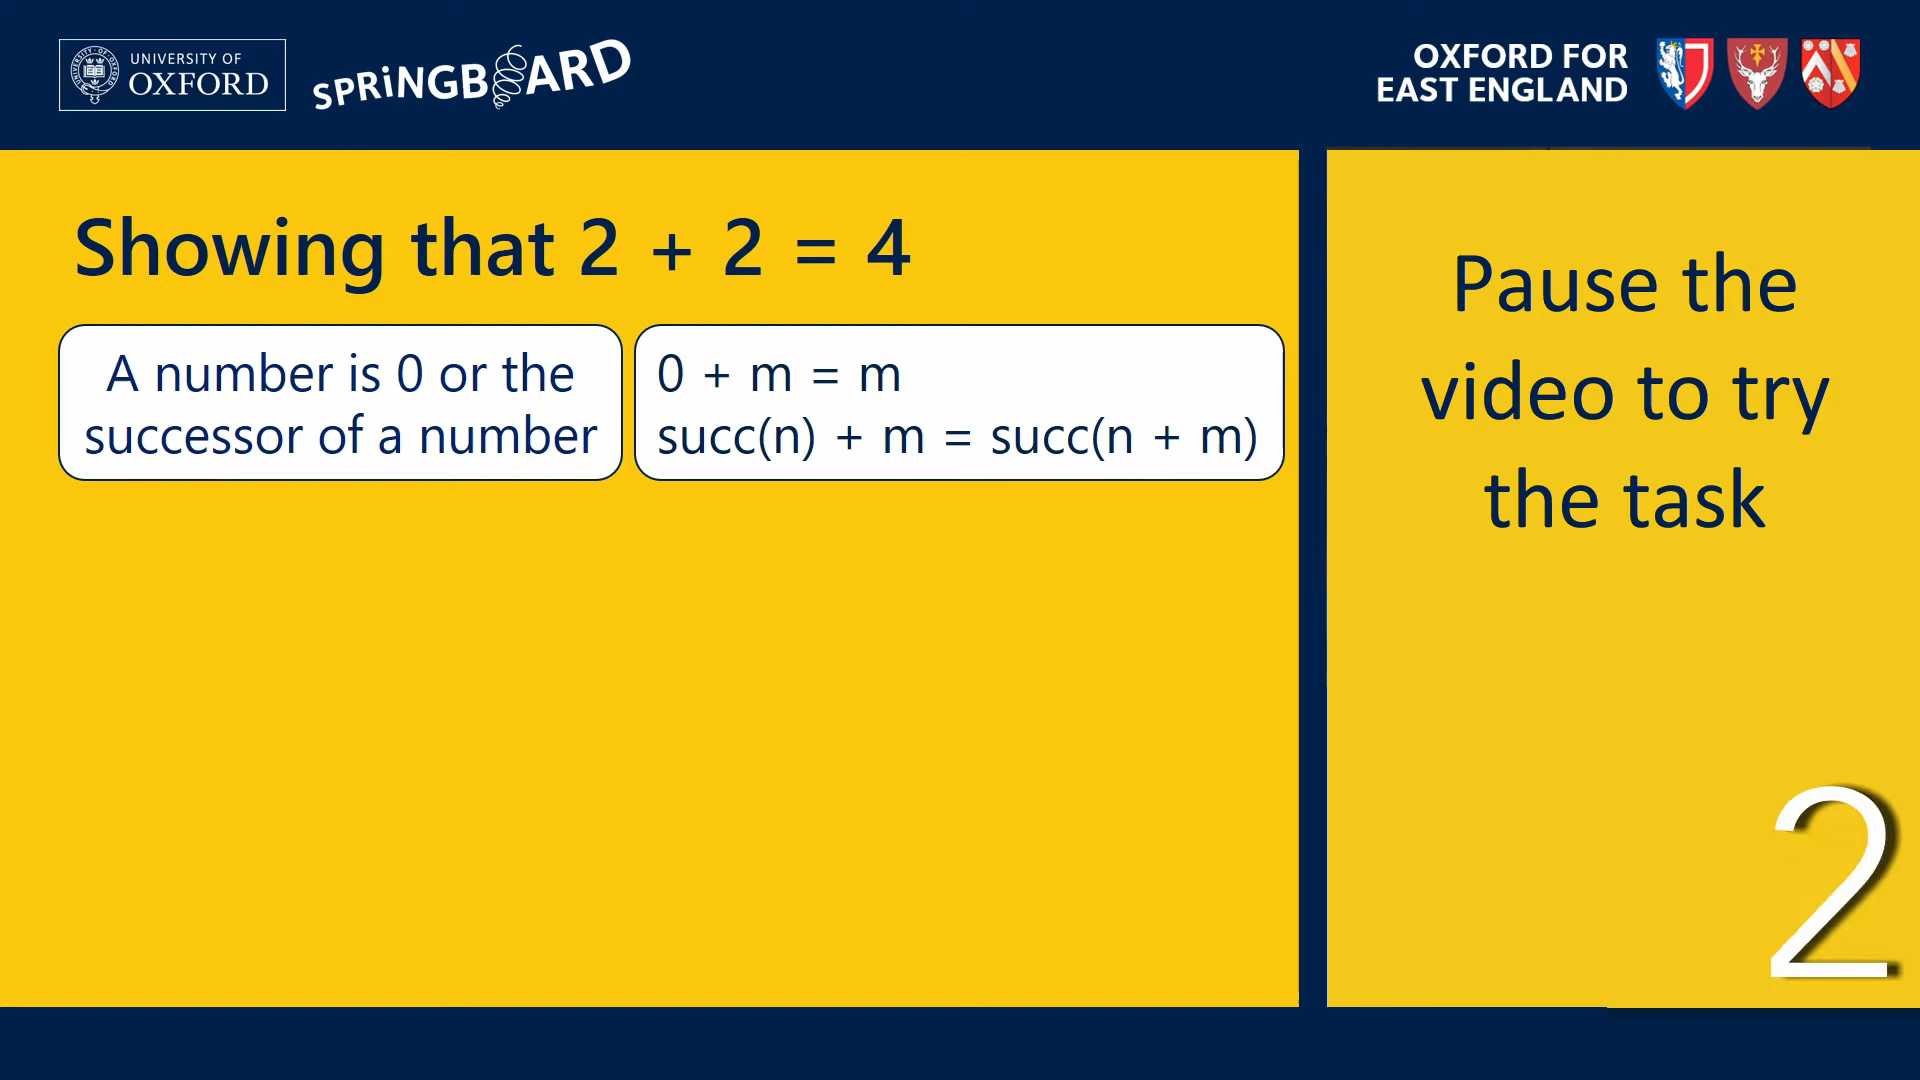 UNIVERSITY OF
OXFORD
SPRiNGBOARD
OXFORD FOR
EAST ENGLAND
Showing that 2 + 2 = 4
A number is 0 or the
successor of a number
0 + m = m
succ(n) + m = succ(n + m)
Pause the
video to try
the task
2